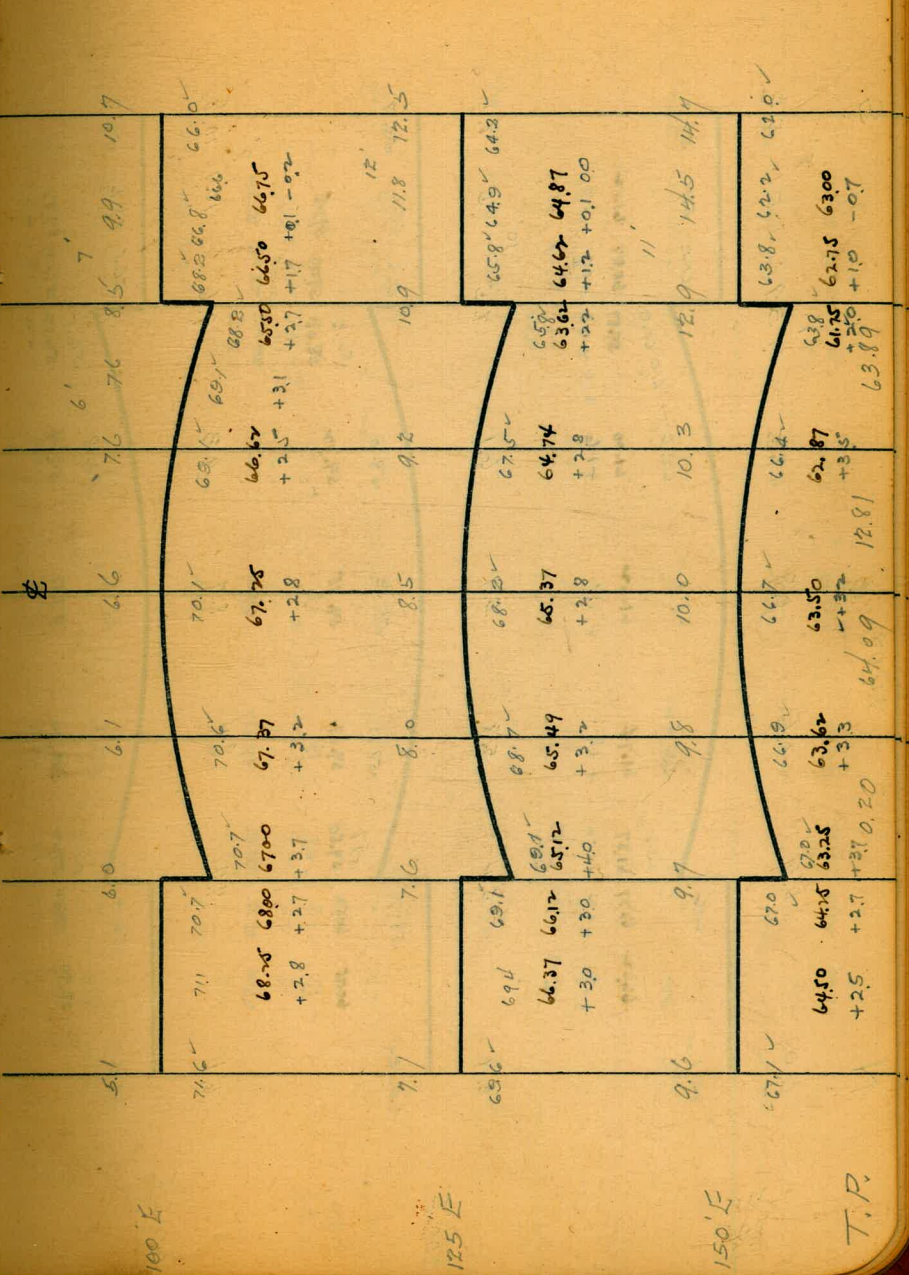 ℄
6' 7'
5.1 6.0 6.1 6.6 7.6 7.6 8.5 9.9 10.7
100'E
71.6✓ 71.1 70.7✓ 70.6✓ 70.1✓ 69.1✓ 68.2 66.8✓ 66.0✓
70.7✓ 69.1✓ 68.2✓ 66.6
68.25 68.00 67.00 67.37 67.25 66.62 65.50 66.50 66.75
+2.8 +2.7 +3.7 +3.2 +2.8 +2.5 +3.1 +2.7 +1.7 +0.1 -0.2
12'
7.1 7.6 8.0 8.5 9.2 10.9 11.8 12.5
125'E
69.6✓ 69.4 69.1✓ 68.7✓ 68.2✓ 67.5✓ 65.8✓ 64.9✓ 64.2✓
69.1✓ 65.8✓
66.37 66.12 65.12 65.49 65.37 64.74 63.62 64.62 64.87
+3.0 +3.0 +4.0 +3.2 +2.8 +2.8 +2.2 +1.2 +0.1 0.0
11'
9.6 9.7 9.8 10.0 10.3 12.9 14.5 14.7
150'E
67.1✓ 67.0✓ 66.9✓ 66.7✓ 66.4✓ 63.8✓ 62.2✓ 62.0✓
67.0✓ 63.8✓
64.50 64.25 63.25 63.62 63.50 62.87 61.75 62.75 63.00
+2.5 +2.7 +3.7 +3.3 +3.2 +3.5 +2.0 +1.0 -0.7
T.P. 0.20 64.09 12.81 63.89